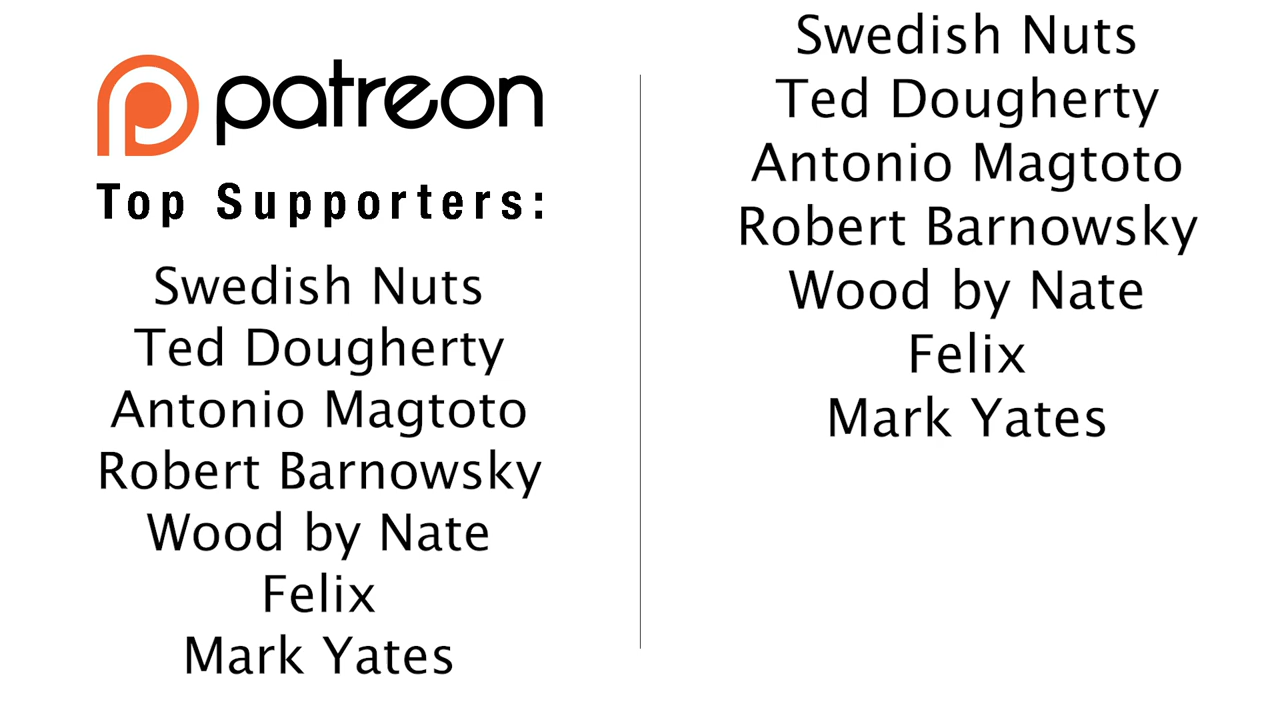 patreon
Top Supporters:
Swedish Nuts
Ted Dougherty
Antonio Magtoto
Robert Barnowsky
Wood by Nate
Felix
Mark Yates
Swedish Nuts
Ted Dougherty
Antonio Magtoto
Robert Barnowsky
Wood by Nate
Felix
Mark Yates